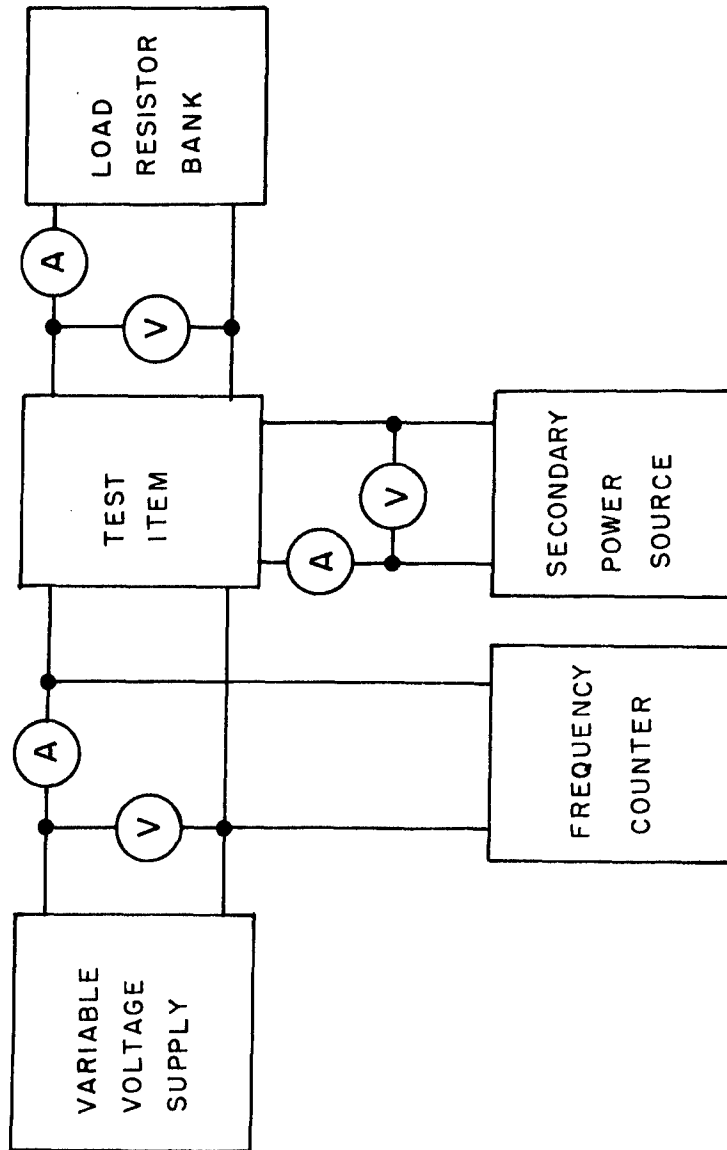 VARIABLE
VOLTAGE
SUPPLY
A
V
FREQUENCY
COUNTER
TEST
ITEM
A
V
SECONDARY
POWER
SOURCE
A
V
LOAD
RESISTOR
BANK